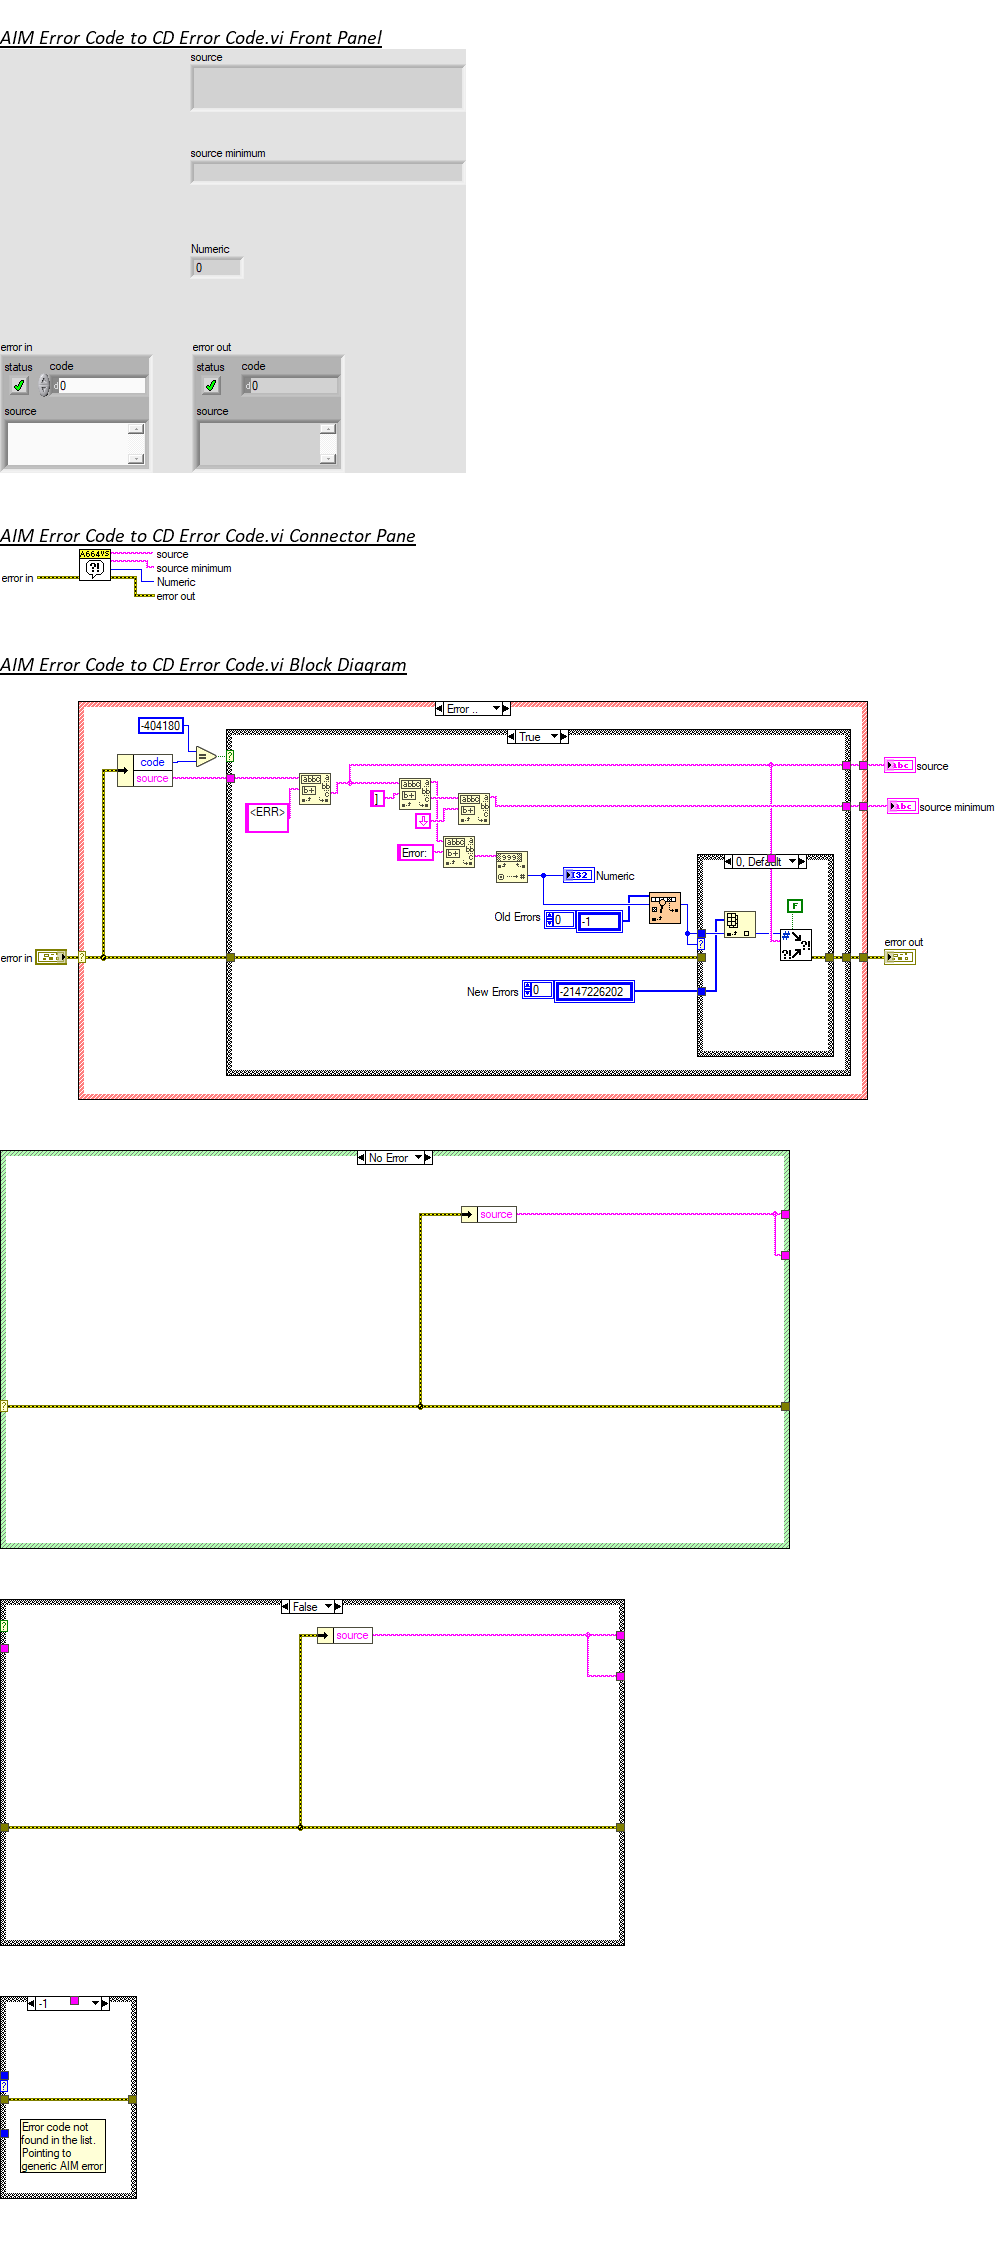 AIM Error Code to CD Error Code.vi Front Panel
source
source minimum
Numeric
0
error in
error out
status code
0
source
status code
0
source
AIM Error Code to CD Error Code.vi Connector Pane
A664VS
?!
error in
source
source minimum
Numeric
error out
AIM Error Code to CD Error Code.vi Block Diagram
Error ..
-404180
True
code
source
=
?
source
<ERR>
]
source minimum
Error:
I32
Numeric
0, Default
Old Errors
0
-1
F
error in
error out
New Errors
0
-2147226202
No Error
source
?
False
?
source
-1
?
Error code not
found in the list.
Pointing to
generic AIM error